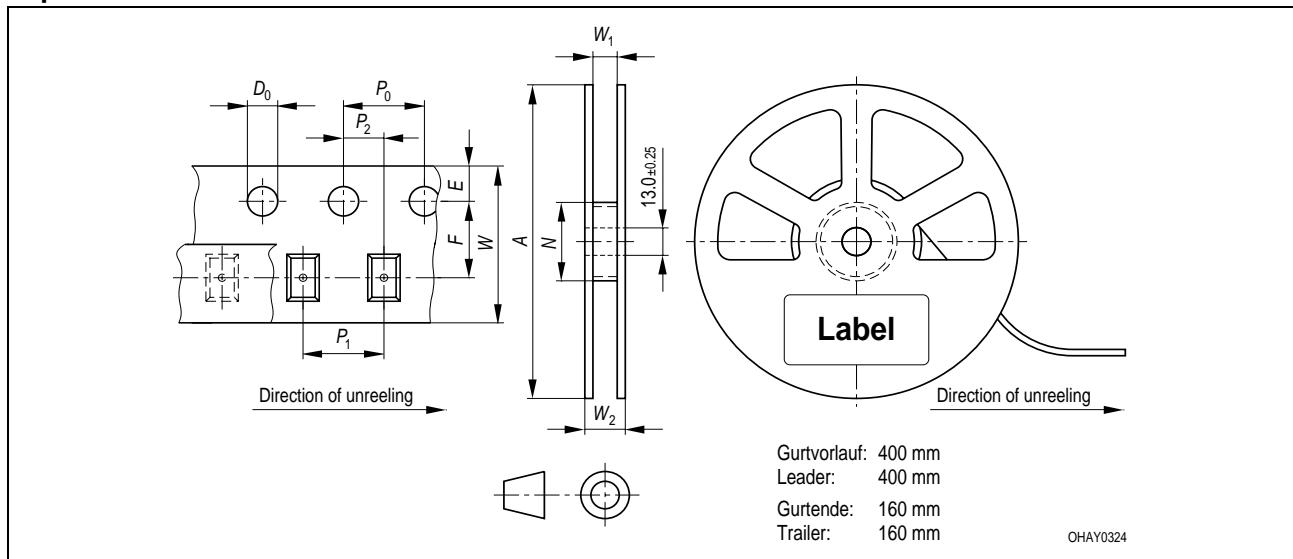 W1
D0
P0
P2
E
F
W
A
N
13.0±0.25
P1
Label
Direction of unreeling
Direction of unreeling
W2
Gurtvorlauf: 400 mm
Leader: 400 mm
Gurtende: 160 mm
Trailer: 160 mm
OHAY0324